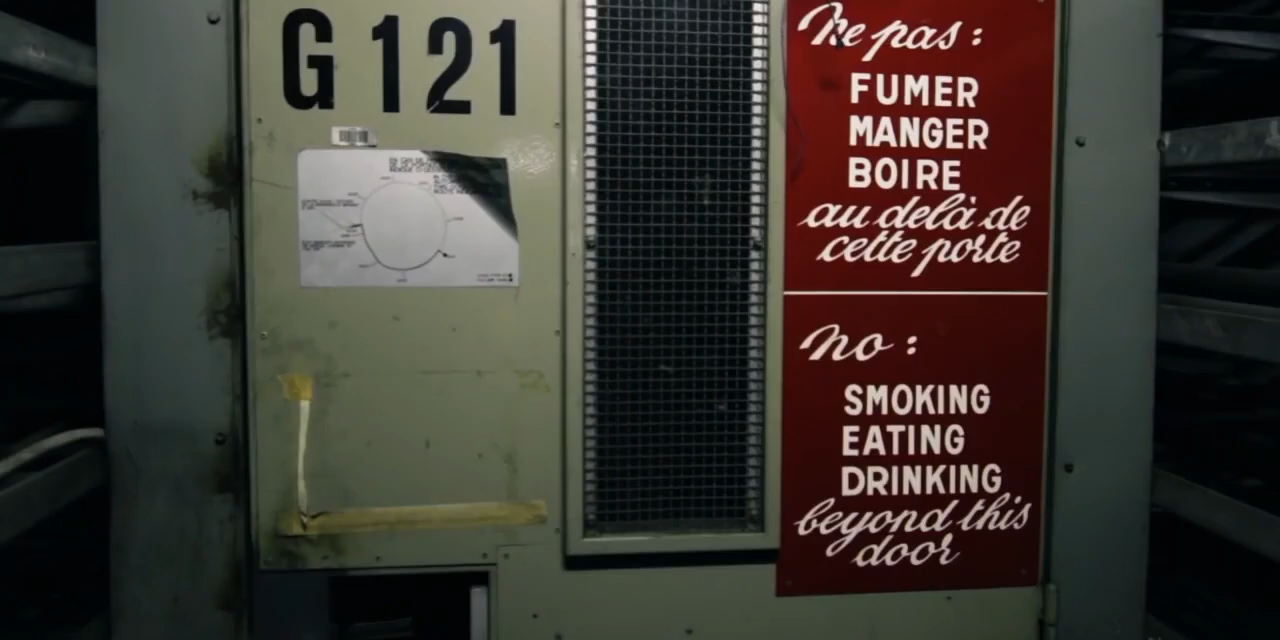 G 121
Ne pas :
FUMER
MANGER
BOIRE
au delà de
cette porte
No :
SMOKING
EATING
DRINKING
beyond this
door